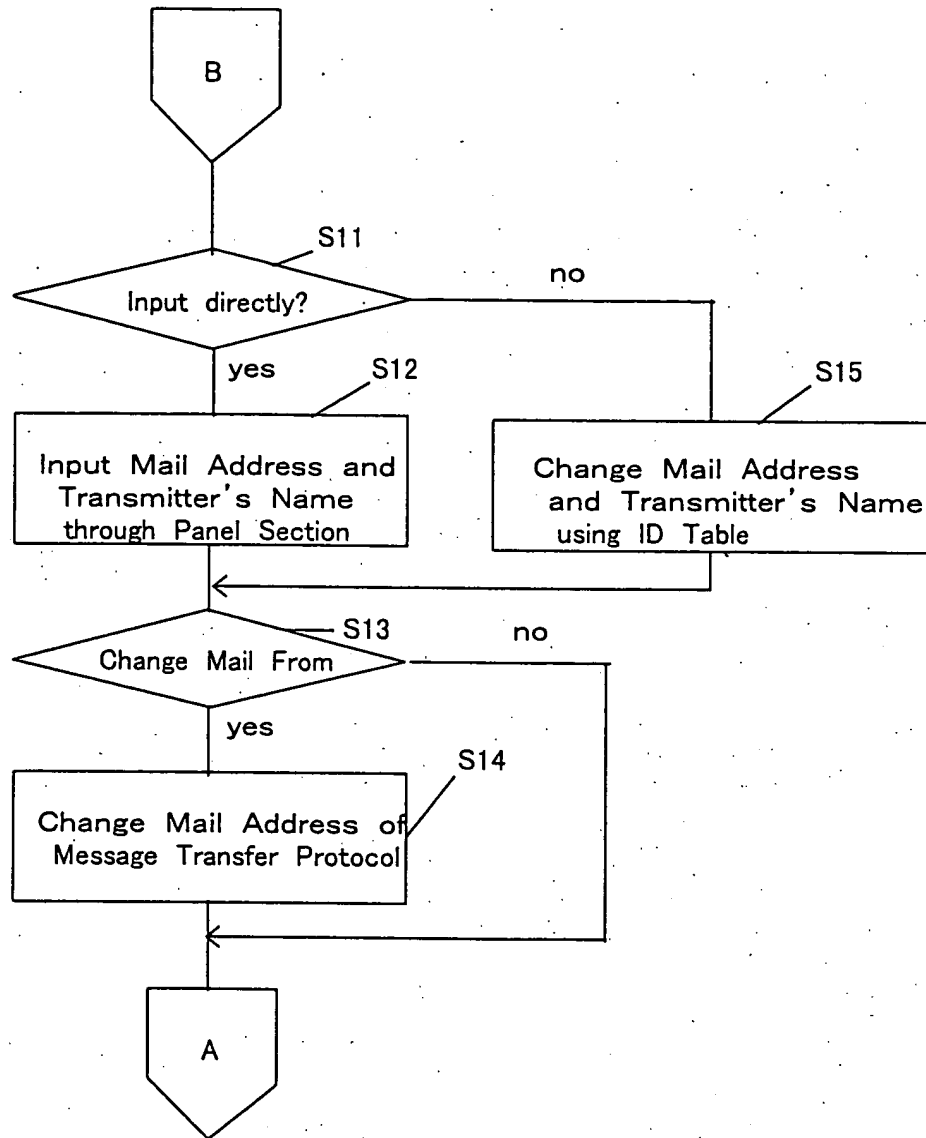 B
S11
Input directly?
no
yes
S12
S15
Input Mail Address and
Transmitter's Name
through Panel Section
Change Mail Address
and Transmitter's Name
using ID Table
S13
no
Change Mail From
yes
S14
Change Mail Address of
Message Transfer Protocol
A